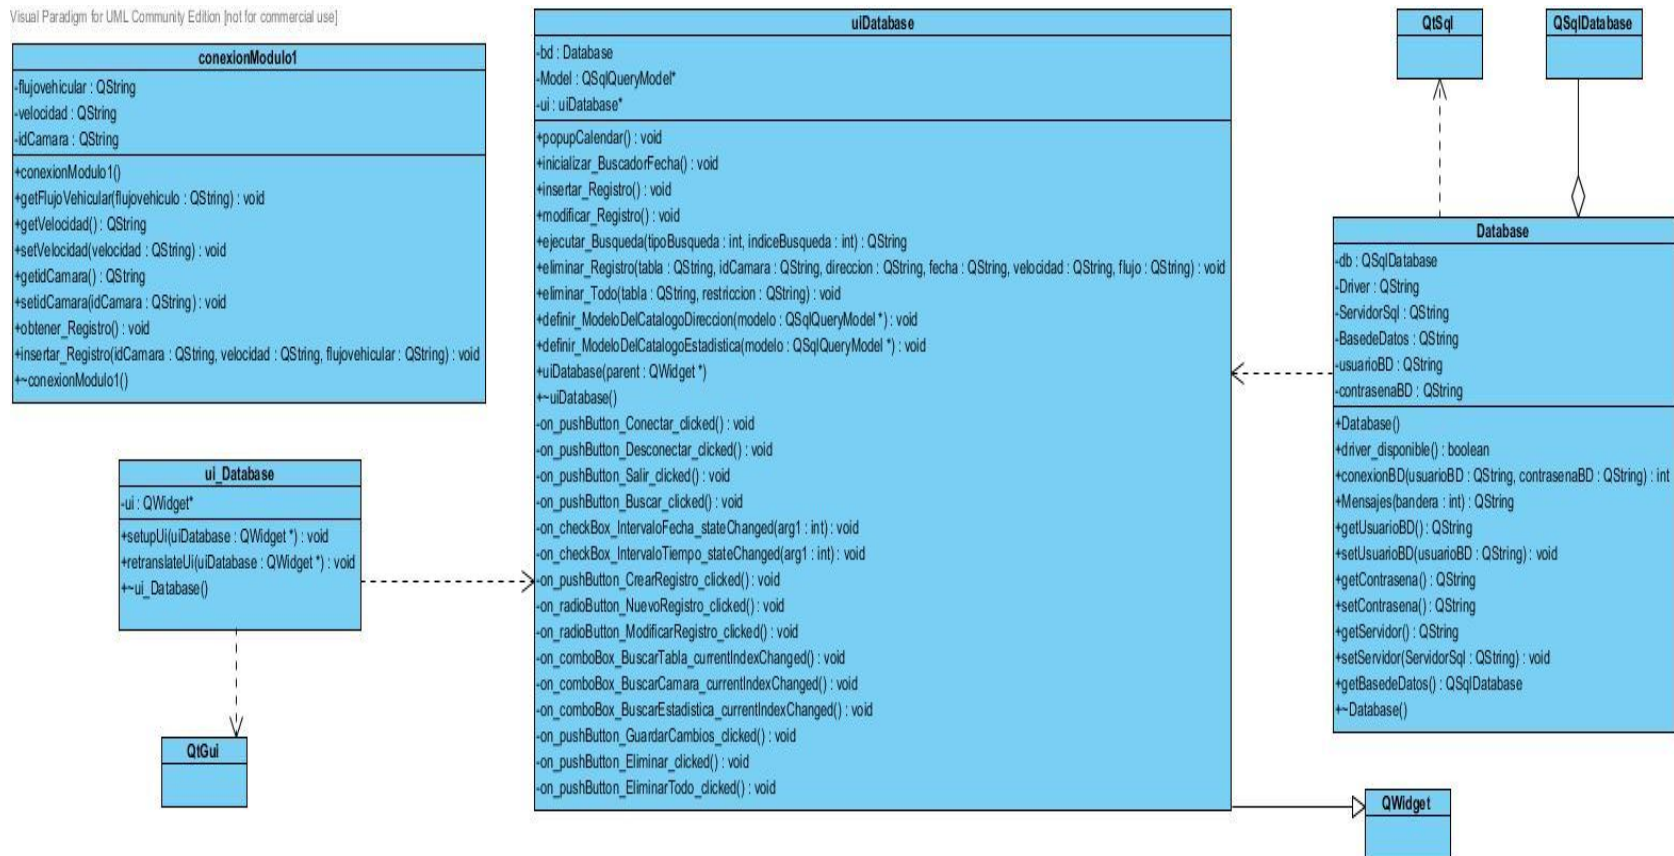 Visual Paradigm for UML Community Edition [not for commercial use]
conexionModulo1
-flujovehicular : QString
-velocidad : QString
-idCamara : QString
+conexionModulo1()
+getFlujoVehicular(flujovehiculo : QString) : void
+getVelocidad() : QString
+setVelocidad(velocidad : QString) : void
+getidCamara() : QString
+setidCamara(idCamara : QString) : void
+obtener_Registro() : void
+insertar_Registro(idCamara : QString, velocidad : QString, flujovehicular : QString) : void
+~conexionModulo1()
ui_Database
-ui : QWidget*
+setupUi(uiDatabase : QWidget *) : void
+retranslateUi(uiDatabase : QWidget *) : void
+~ui_Database()
QtGui
uiDatabase
-bd : Database
-Model : QSqlQueryModel*
-ui : uiDatabase*
+popupCalendar() : void
+inicializar_BuscadorFecha() : void
+insertar_Registro() : void
+modificar_Registro() : void
+ejecutar_Busqueda(tipoBusqueda : int, indiceBusqueda : int) : QString
+eliminar_Registro(tabla : QString, idCamara : QString, direccion : QString, fecha : QString, velocidad : QString, flujo : QString) : void
+eliminar_Todo(tabla : QString, restriccion : QString) : void
+definir_ModeloDelCatalogoDireccion(modelo : QSqlQueryModel *) : void
+definir_ModeloDelCatalogoEstadistica(modelo : QSqlQueryModel *) : void
+uiDatabase(parent : QWidget *)
+~uiDatabase()
-on_pushButton_Conectar_clicked() : void
-on_pushButton_Desconectar_clicked() : void
-on_pushButton_Salir_clicked() : void
-on_pushButton_Buscar_clicked() : void
-on_checkBox_IntervaloFecha_stateChanged(arg1 : int) : void
-on_checkBox_IntervaloTiempo_stateChanged(arg1 : int) : void
-on_pushButton_CrearRegistro_clicked() : void
-on_radioButton_NuevoRegistro_clicked() : void
-on_radioButton_ModificarRegistro_clicked() : void
-on_comboBox_BuscarTabla_currentIndexChanged() : void
-on_comboBox_BuscarCamara_currentIndexChanged() : void
-on_comboBox_BuscarEstadistica_currentIndexChanged() : void
-on_pushButton_GuardarCambios_clicked() : void
-on_pushButton_Eliminar_clicked() : void
-on_pushButton_EliminarTodo_clicked() : void
QtSql
QSqlDatabase
Database
-db : QSqlDatabase
-Driver : QString
-ServidorSql : QString
-BasedeDatos : QString
-usuarioBD : QString
-contrasenaBD : QString
+Database()
+driver_disponible() : boolean
+conexionBD(usuarioBD : QString, contrasenaBD : QString) : int
+Mensajes(bandera : int) : QString
+getUsuarioBD() : QString
+setUsuarioBD(usuarioBD : QString) : void
+getContrasena() : QString
+setContrasena() : QString
+getServidor() : QString
+setServidor(ServidorSql : QString) : void
+getBasedeDatos() : QSqlDatabase
+~Database()
QWidget